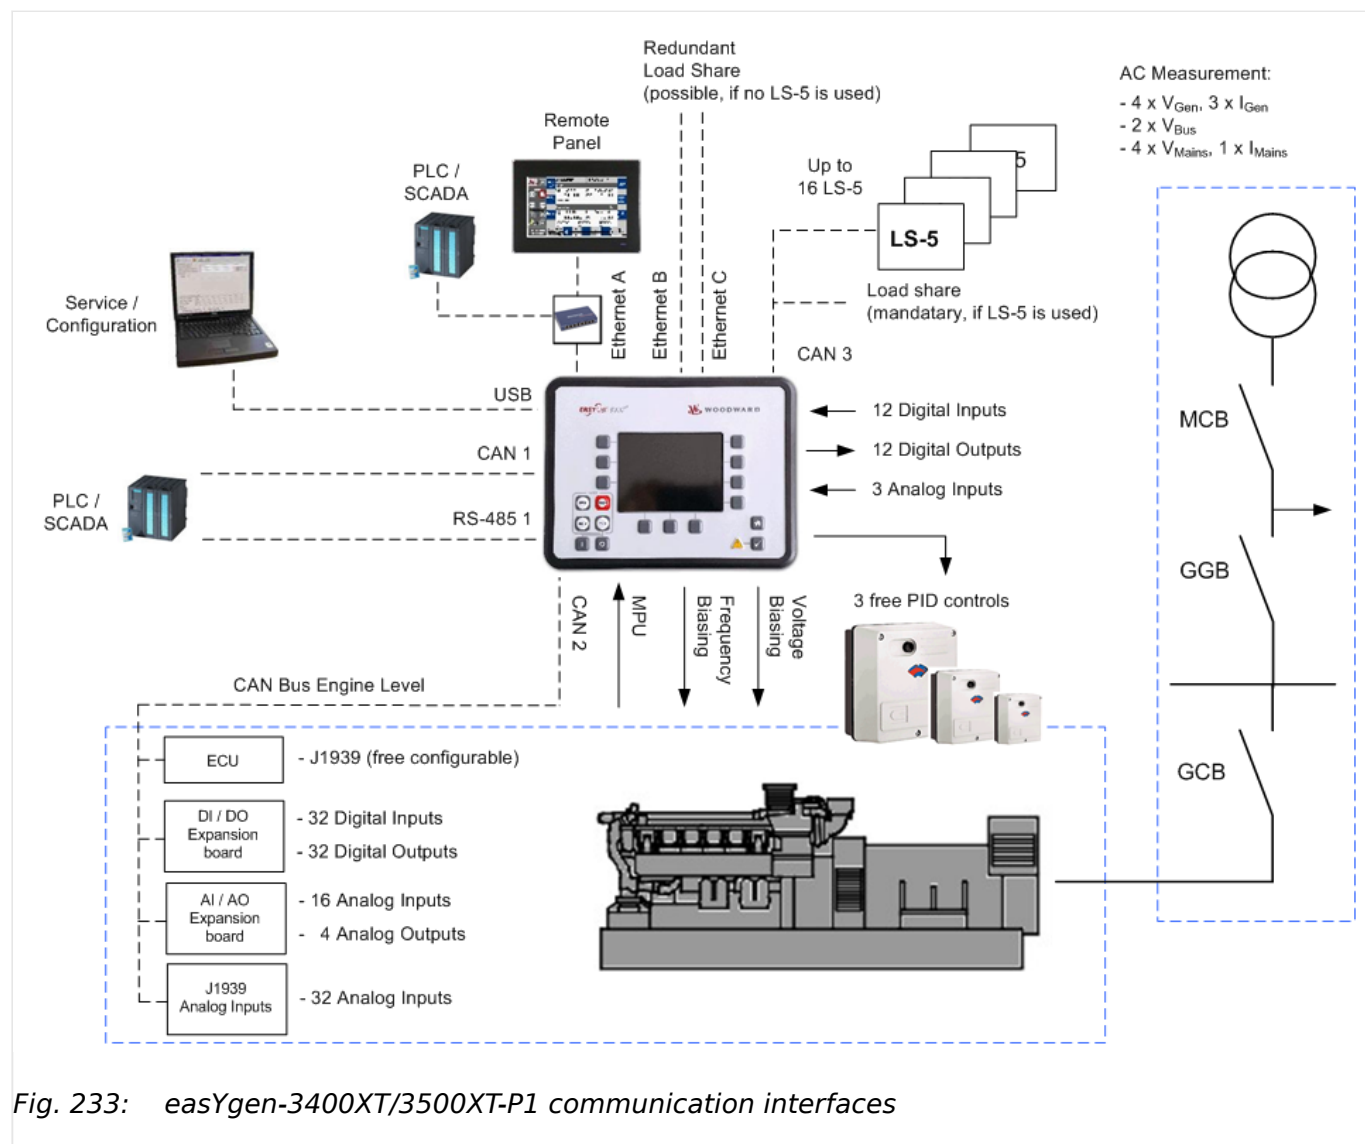 Redundant
Load Share
(possible, if no LS-5 is used)
AC Measurement:
- 4 x VGen, 3 x IGen
- 2 x VBus
- 4 x VMains, 1 x IMains
Remote
Panel
PLC /
SCADA
Up to
16 LS-5
5
LS-5
Service /
Configuration
Ethernet A
Ethernet B
Ethernet C
Load share
(mandatary, if LS-5 is used)
CAN 3
USB
WOODWARD
12 Digital Inputs
MCB
12 Digital Outputs
CAN 1
3 Analog Inputs
PLC /
SCADA
RS-485 1
GGB
CAN 2
MPU
Frequency
Biasing
Voltage
Biasing
3 free PID controls
CAN Bus Engine Level
ECU
- J1939 (free configurable)
GCB
DI / DO
Expansion
board
- 32 Digital Inputs
- 32 Digital Outputs
AI / AO
Expansion
board
- 16 Analog Inputs
- 4 Analog Outputs
J1939
Analog Inputs
- 32 Analog Inputs
Fig. 233: easYgen-3400XT/3500XT-P1 communication interfaces